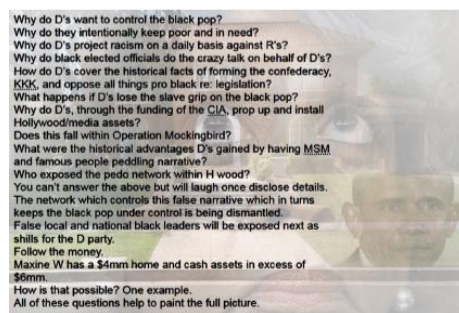 Why do D's want to control the black pop?
Why do they intentionally keep poor and in need?
Why do D's project racism on a daily basis against R's?
Why do black elected officials do the crazy talk on behalf of D's?
How do D's cover the historical facts of forming the confederacy,
KKK, and oppose all things pro black re: legislation?
What happens if D's lose the slave grip on the black pop?
Why do D's, through the funding of the CIA, prop up and install
Hollywood/media assets?
Does this fall within Operation Mockingbird?
What were the historical advantages D's gained by having MSM
and famous people peddling narrative?
Who exposed the pedo network within H wood?
You can't answer the above but will laugh once disclose details.
The network which controls this false narrative which in turns
keeps the black pop under control is being dismantled.
False local and national black leaders will be exposed next as
shills for the D party.
Follow the money.
Maxine W has a $4mm home and cash assets in excess of
$6mm.
How is that possible? One example.
All of these questions help to paint the full picture.